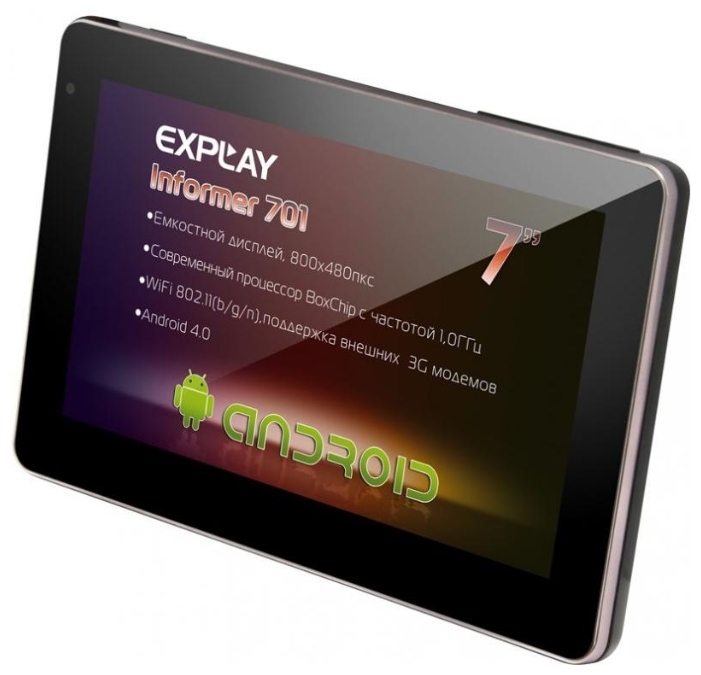 EXPLAY
Informer 701
7”
•Емкостной дисплей, 800x480пкс
•Современный процессор BoxChip с частотой 1,0ГГц
•WiFi 802.11(b/g/n),поддержка внешних 3G модемов
•Android 4.0
ANDROID